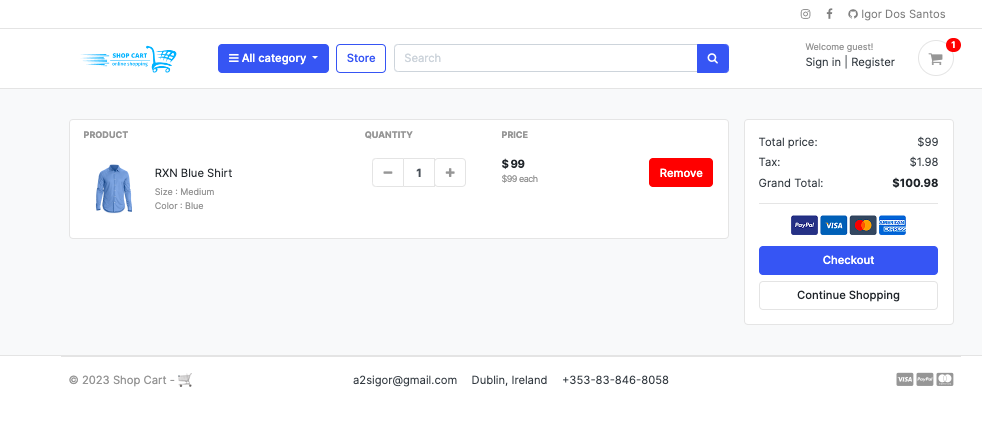 Igor Dos Santos
SHOP CART
online shopping
All category
Store
Search
Welcome guest!
Sign in | Register
1
PRODUCT QUANTITY PRICE
RXN Blue Shirt
Size : Medium
Color : Blue
− 1 +
$ 99
$99 each
Remove
Total price: $99
Tax: $1.98
Grand Total: $100.98
PayPal VISA AMERICAN EXPRESS
Checkout
Continue Shopping
© 2023 Shop Cart -
a2sigor@gmail.com Dublin, Ireland +353-83-846-8058
VISA PayPal